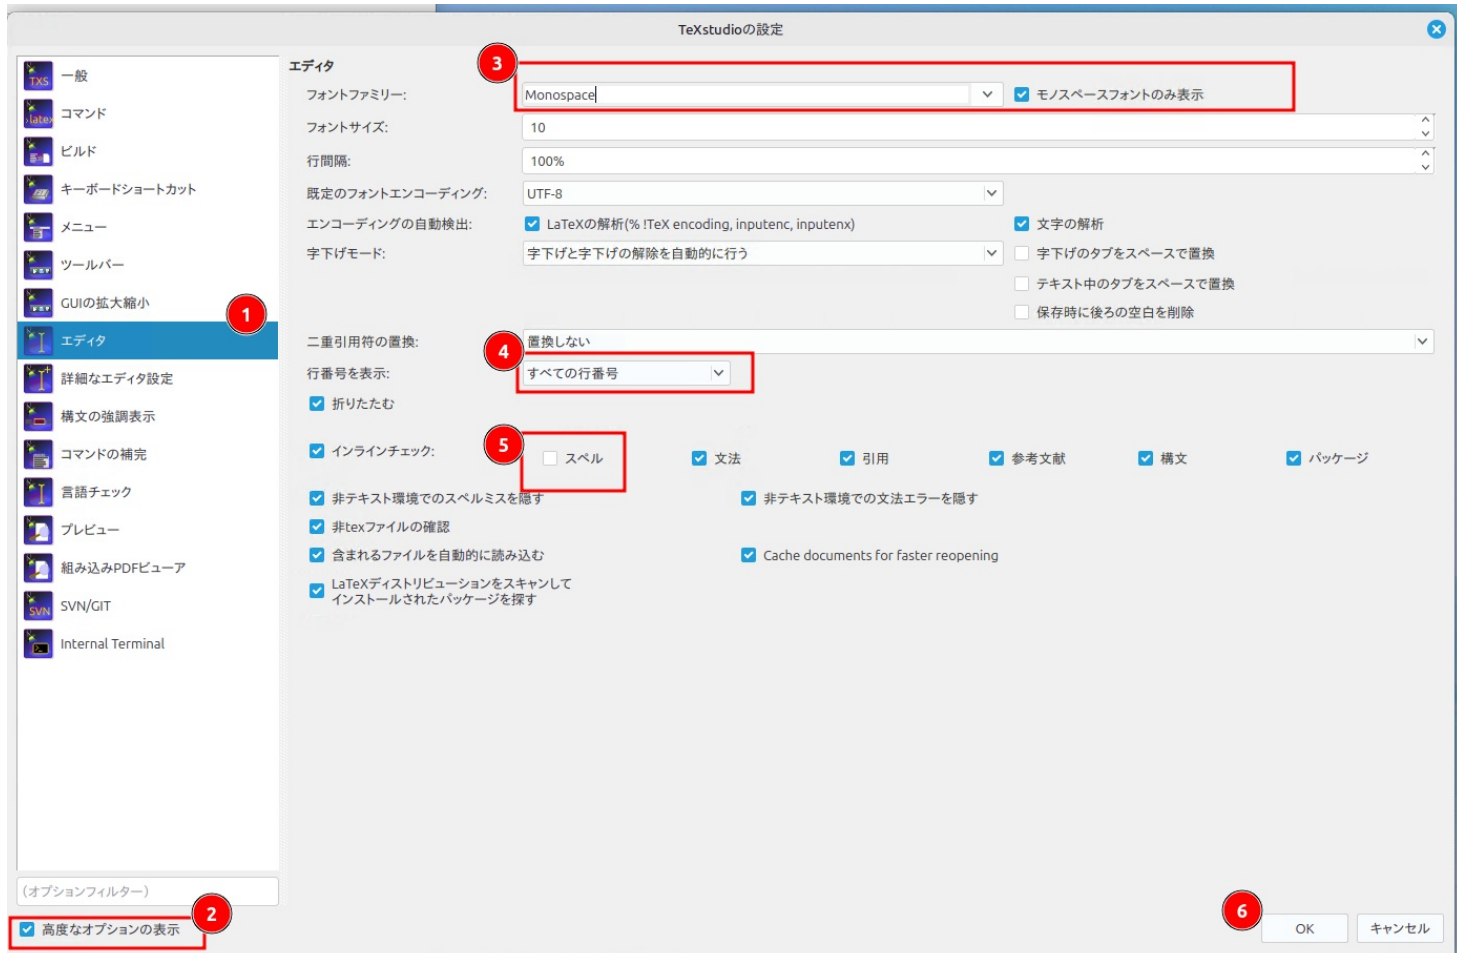 TeXstudioの設定
一般
コマンド
ビルド
キーボードショートカット
メニュー
ツールバー
GUIの拡大縮小
1
エディタ
詳細なエディタ設定
構文の強調表示
コマンドの補完
言語チェック
プレビュー
組み込みPDFビューア
SVN/GIT
Internal Terminal
(オプションフィルター)
2
高度なオプションの表示
エディタ
3
フォントファミリー: Monospace モノスペースフォントのみ表示
フォントサイズ: 10
行間隔: 100%
既定のフォントエンコーディング: UTF-8
エンコーディングの自動検出: LaTeXの解析(% !TeX encoding, inputenc, inputenx) 文字の解析
字下げモード: 字下げと字下げの解除を自動的に行う 字下げのタブをスペースで置換
テキスト中のタブをスペースで置換
保存時に後ろの空白を削除
二重引用符の置換: 置換しない
4
行番号を表示: すべての行番号
折りたたむ
5
インラインチェック: スペル 文法 引用 参考文献 構文 パッケージ
非テキスト環境でのスペルミスを隠す 非テキスト環境での文法エラーを隠す
非texファイルの確認
含まれるファイルを自動的に読み込む Cache documents for faster reopening
LaTeXディストリビューションをスキャンして
インストールされたパッケージを探す
6
OK キャンセル